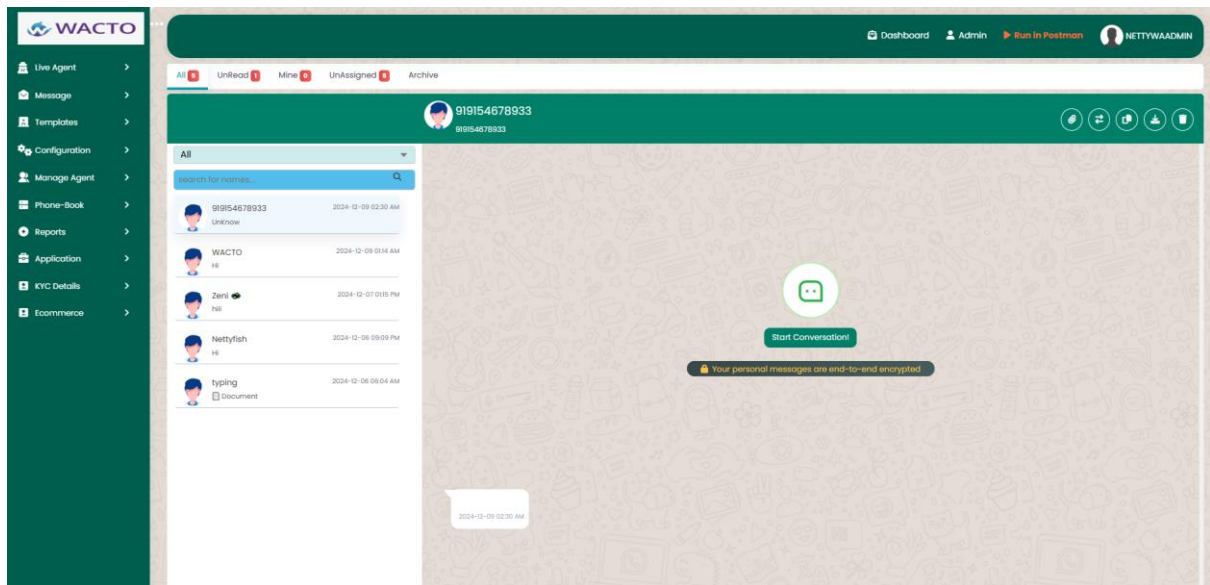 WACTO
Dashboard Admin Run in Postman NETTYWAADMIN
Live Agent
Message
Templates
Configuration
Manage Agent
Phone-Book
Reports
Application
KYC Details
Ecommerce
All 5 UnRead 1 Mine 0 UnAssigned 5 Archive
919154678933
919154678933
All
search for names...
919154678933 2024-12-09 02:30 AM
UnKnow
WACTO 2024-12-09 01:14 AM
Hi
Zeni 2024-12-07 01:15 PM
hiii
Nettyfish 2024-12-06 09:09 PM
Hi
typing 2024-12-06 06:04 AM
Document
Start Conversation!
Your personal messages are end-to-end encrypted
2024-12-09 02:30 AM